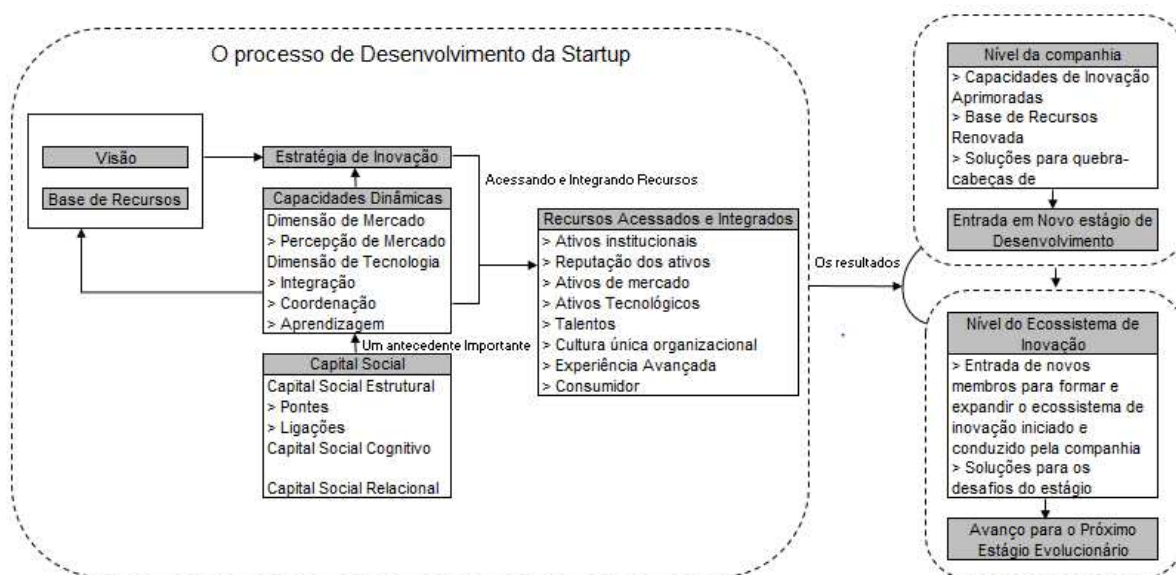 O processo de Desenvolvimento da Startup
Visão
Base de Recursos
Estratégia de Inovação
Capacidades Dinâmicas
Dimensão de Mercado
> Percepção de Mercado
Dimensão de Tecnologia
> Integração
> Coordenação
> Aprendizagem
Um antecedente Importante
Capital Social
Capital Social Estrutural
> Pontes
> Ligações
Capital Social Cognitivo
Capital Social Relacional
Acessando e Integrando Recursos
Recursos Acessados e Integrados
> Ativos institucionais
> Reputação dos ativos
> Ativos de mercado
> Ativos Tecnológicos
> Talentos
> Cultura única organizacional
> Experiência Avançada
> Consumidor
Os resultados
Nível da companhia
> Capacidades de Inovação
Aprimoradas
> Base de Recursos
Renovada
> Soluções para quebra-
cabeças de
Entrada em Novo estágio de
Desenvolvimento
Nível do Ecossistema de
Inovação
> Entrada de novos
membros para formar e
expandir o ecossistema de
inovação iniciado e
conduzido pela companhia
> Soluções para os
desafios do estágio
Avanço para o Próximo
Estágio Evolucionário